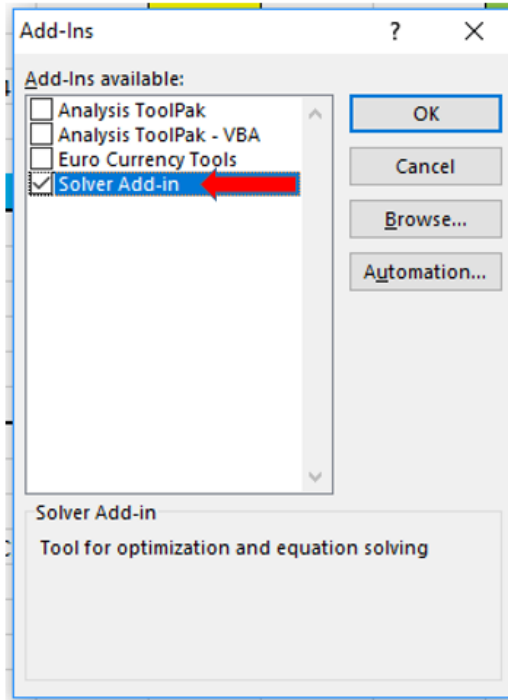 Add-Ins ?
Add-Ins available:
Analysis ToolPak
Analysis ToolPak - VBA
Euro Currency Tools
Solver Add-in
OK
Cancel
Browse...
Automation...
Solver Add-in
Tool for optimization and equation solving